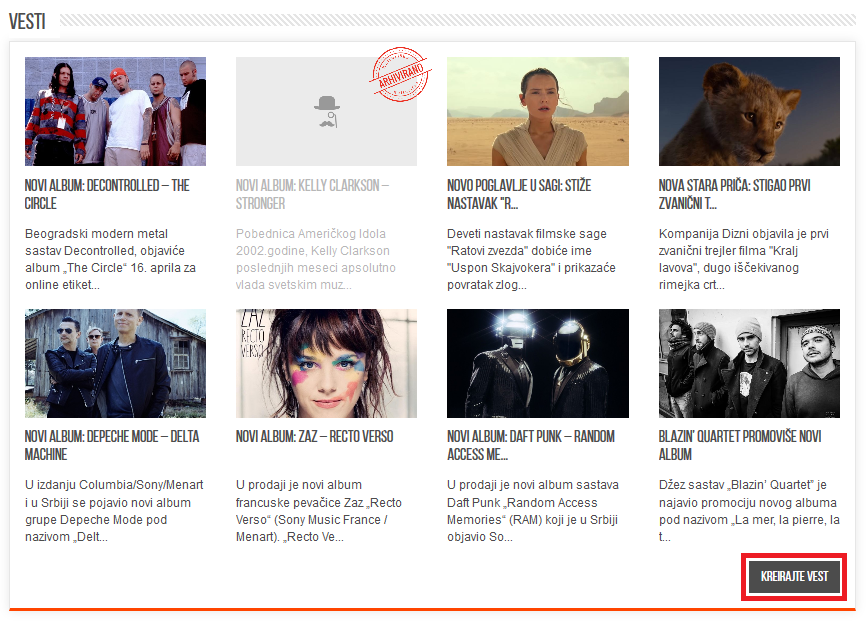 VESTI
ARHIVIRANO
NOVI ALBUM: DECONTROLLED – THE
CIRCLE
Beogradski modern metal
sastav Decontrolled, objaviće
album „The Circle“ 16. aprila za
online etiket...
NOVI ALBUM: KELLY CLARKSON –
STRONGER
Pobednica Američkog Idola
2002.godine, Kelly Clarkson
poslednjih meseci apsolutno
vlada svetskim muz...
NOVO POGLAVLJE U SAGI: STIŽE
NASTAVAK "R...
Deveti nastavak filmske sage
"Ratovi zvezda" dobiće ime
"Uspon Skajvokera" i prikazaće
povratak zlog...
NOVA STARA PRIČA: STIGAO PRVI
ZVANIČNI T...
Kompanija Dizni objavila je prvi
zvanični trejler filma "Kralj
lavova", dugo iščekivanog
rimejka crt...
ZAZ
RECTO
VERSO
NOVI ALBUM: DEPECHE MODE – DELTA
MACHINE
U izdanju Columbia/Sony/Menart
i u Srbiji se pojavio novi album
grupe Depeche Mode pod
nazivom „Delt...
NOVI ALBUM: ZAZ – RECTO VERSO
U prodaji je novi album
francuske pevačice Zaz „Recto
Verso“ (Sony Music France /
Menart). „Recto Ve...
NOVI ALBUM: DAFT PUNK – RANDOM
ACCESS ME...
U prodaji je novi album sastava
Daft Punk „Random Access
Memories“ (RAM) koji je u Srbiji
objavio So...
BLAZIN' QUARTET PROMOVIŠE NOVI
ALBUM
Džez sastav „Blazin’ Quartet” je
najavio promociju novog albuma
pod nazivom „La mer, la pierre, la
t...
KREIRAJTE VEST